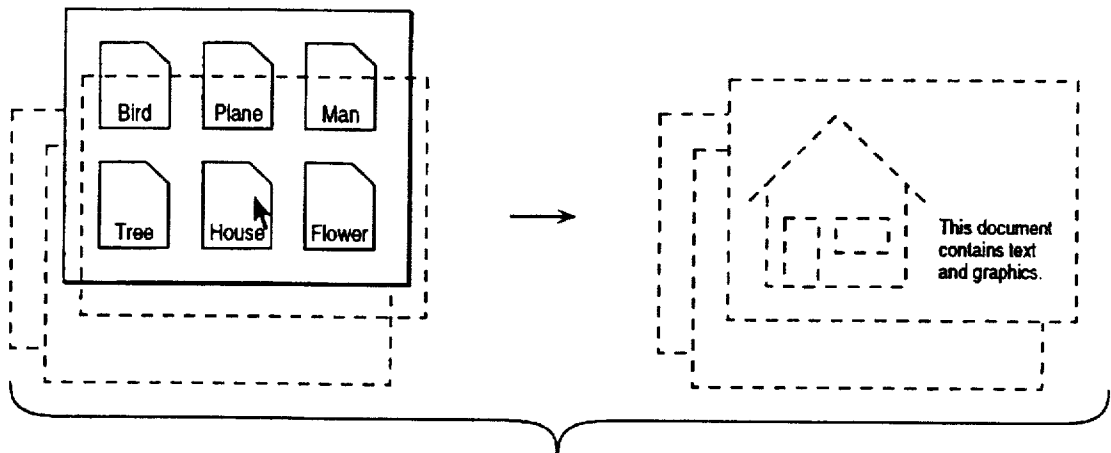 Bird Plane Man
Tree House Flower
This document
contains text
and graphics.